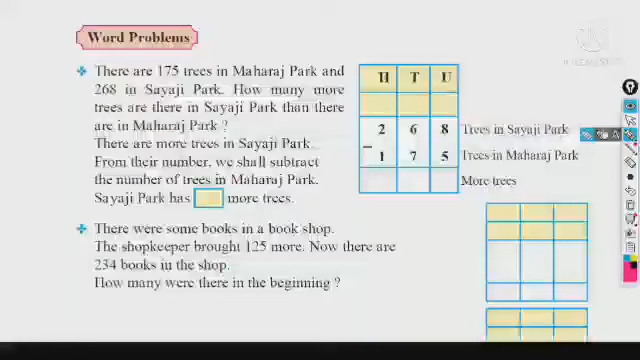 Word Problems
There are 175 trees in Maharaj Park and
268 in Sayaji Park. How many more
trees are there in Sayaji Park than there
are in Maharaj Park ?
There are more trees in Sayaji Park.
From their number, we shall subtract
the number of trees in Maharaj Park.
Sayaji Park has more trees.
H T U
2 6 8 Trees in Sayaji Park
− 1 7 5 Trees in Maharaj Park
More trees
There were some books in a book shop.
The shopkeeper brought 125 more. Now there are
234 books in the shop.
How many were there in the beginning ?